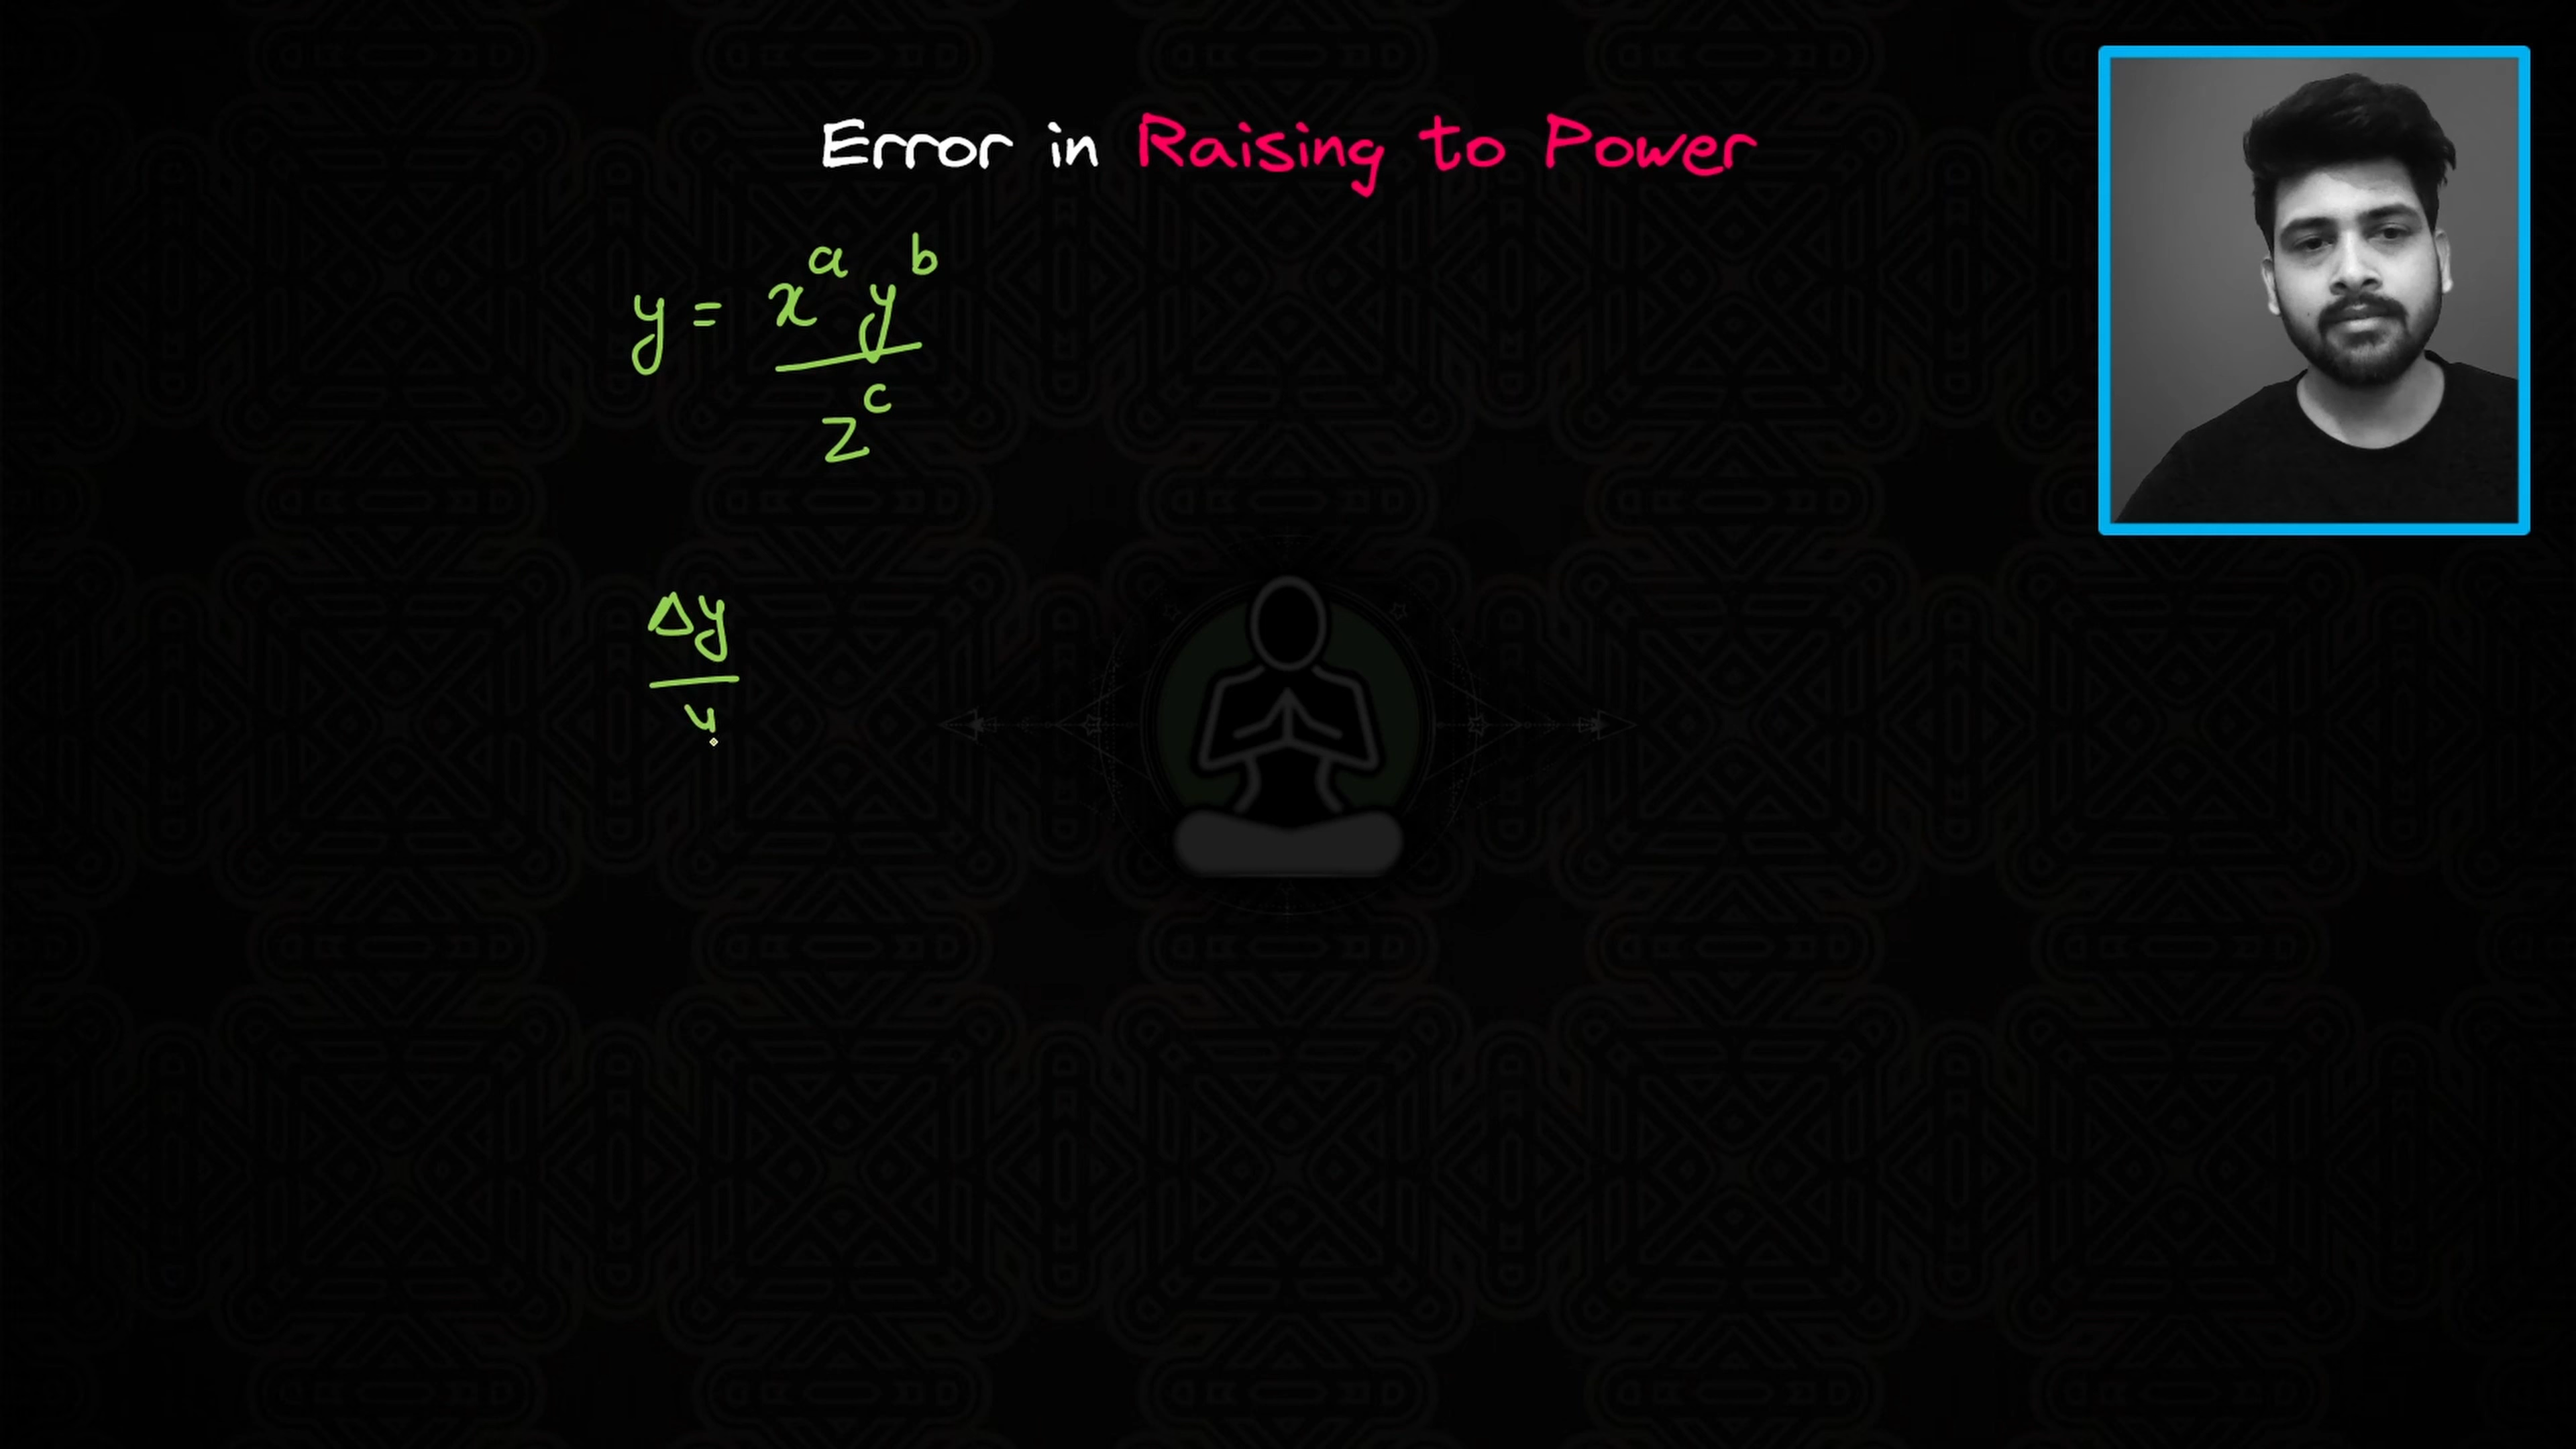 Error in Raising to Power
y = x^a y^b / z^c
Δy / y